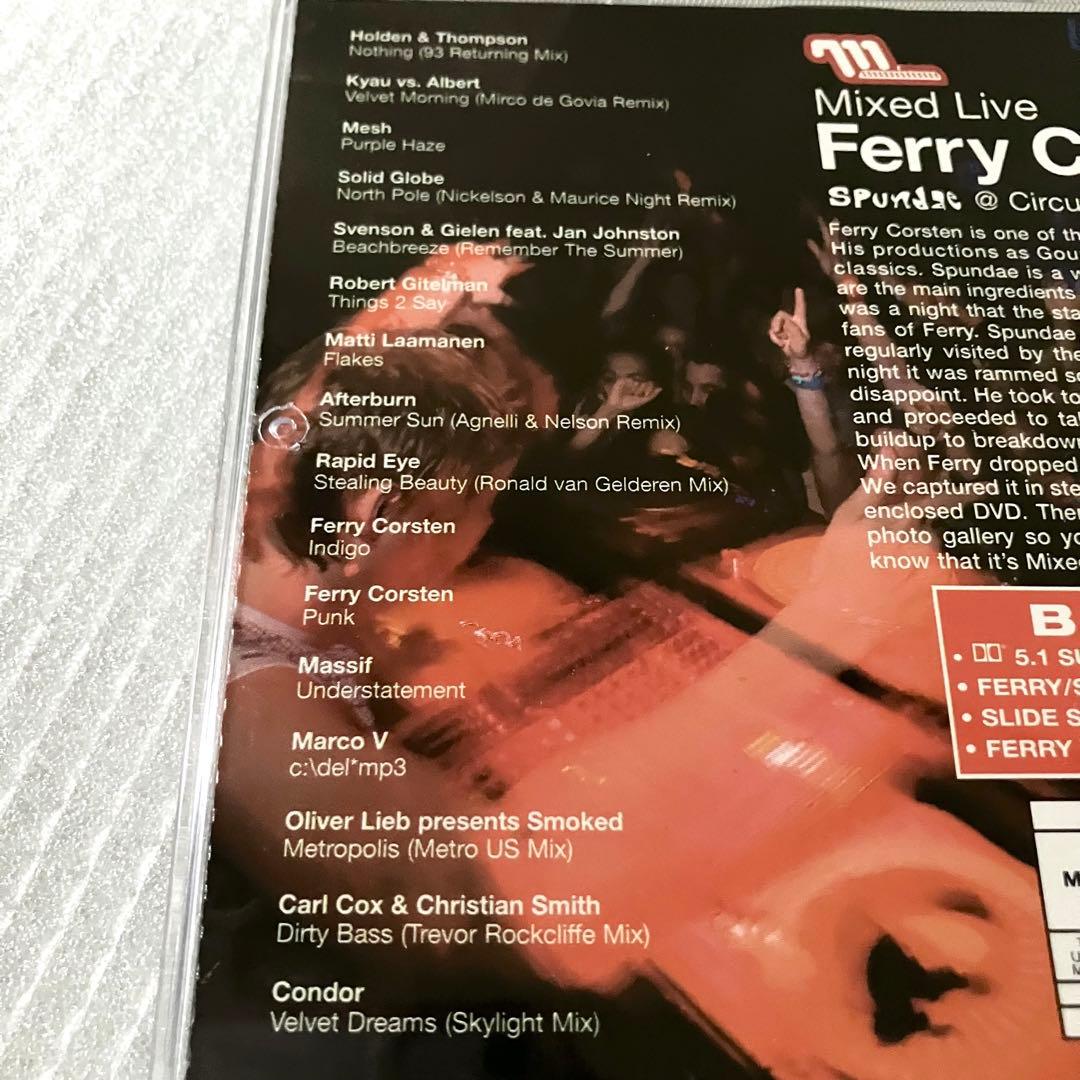 Holden & Thompson
Nothing (93 Returning Mix)
Kyau vs. Albert
Velvet Morning (Mirco de Govia Remix)
Mesh
Purple Haze
Solid Globe
North Pole (Nickelson & Maurice Night Remix)
Svenson & Gielen feat. Jan Johnston
Beachbreeze (Remember The Summer)
Robert Gitelman
Things 2 Say
Matti Laamanen
Flakes
Afterburn
Summer Sun (Agnelli & Nelson Remix)
Rapid Eye
Stealing Beauty (Ronald van Gelderen Mix)
Ferry Corsten
Indigo
Ferry Corsten
Punk
Massif
Understatement
Marco V
c:\del*mp3
Oliver Lieb presents Smoked
Metropolis (Metro US Mix)
Carl Cox & Christian Smith
Dirty Bass (Trevor Rockcliffe Mix)
Condor
Velvet Dreams (Skylight Mix)
Mixed Live
Ferry C
Spundae @ Circu
Ferry Corsten is one of th
His productions as Gou
classics. Spundae is a v
are the main ingredients
was a night that the sta
fans of Ferry. Spundae
regularly visited by the
night it was rammed so
disappoint. He took to
and proceeded to tal
buildup to breakdown
When Ferry dropped
We captured it in ste
enclosed DVD. Ther
photo gallery so yo
know that it's Mixe
B
• 5.1 SU
• FERRY/S
• SLIDE S
• FERRY
M